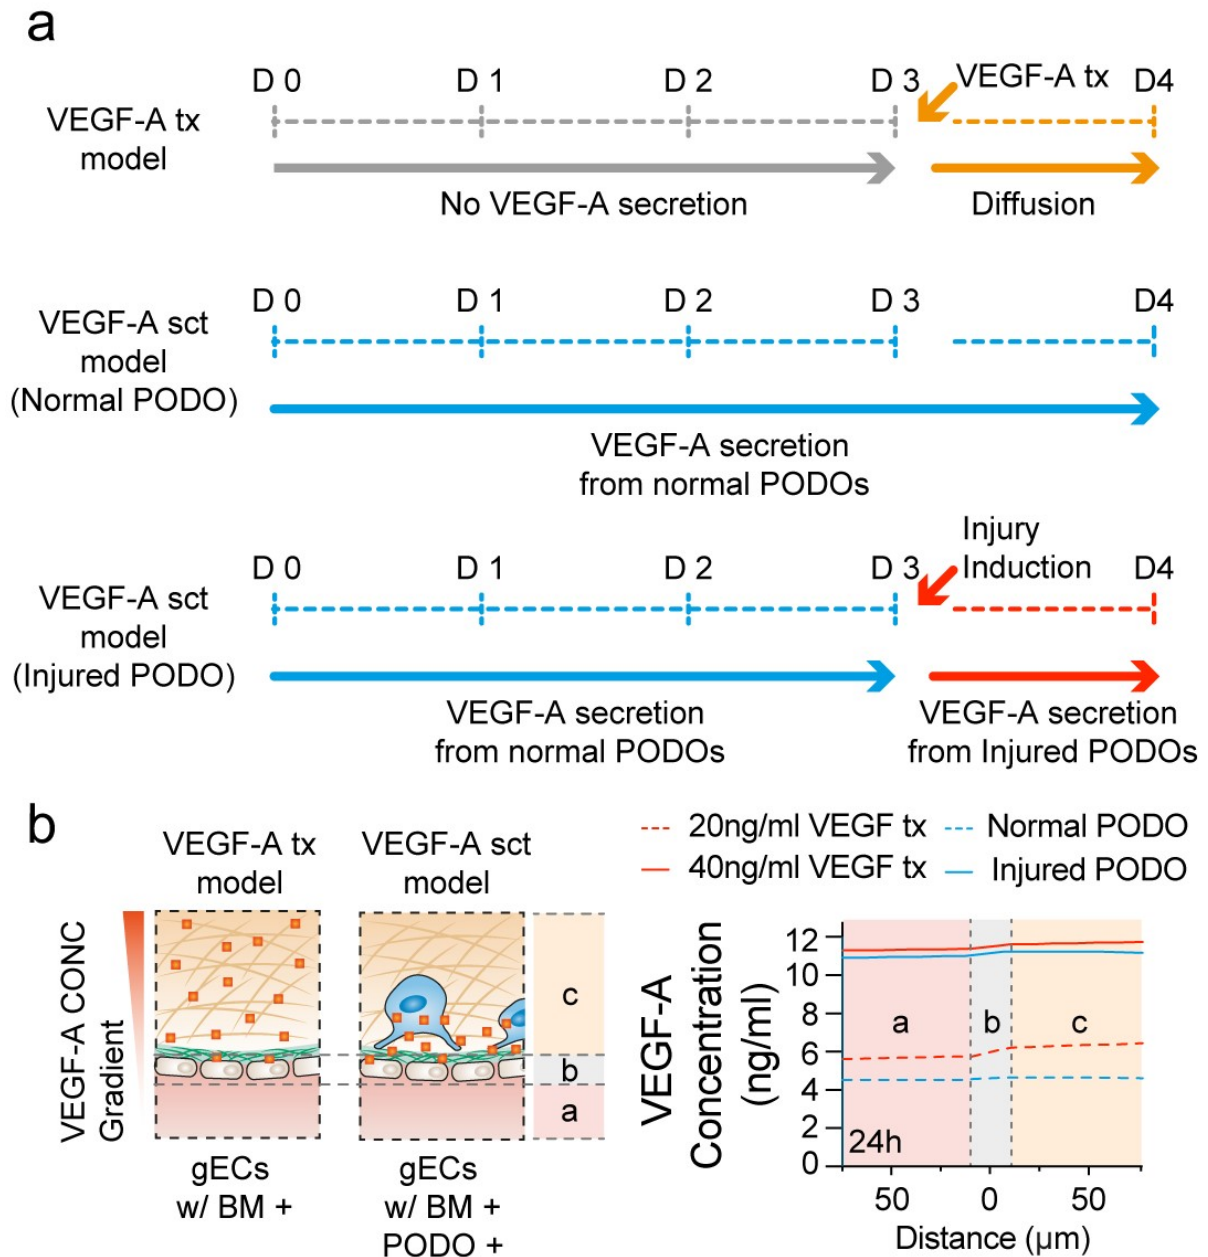 a
D 0 D 1 D 2 D 3 VEGF-A tx D4
VEGF-A tx
model
No VEGF-A secretion Diffusion
D 0 D 1 D 2 D 3 D4
VEGF-A sct
model
(Normal PODO)
VEGF-A secretion
from normal PODOs
Injury
Induction
D 0 D 1 D 2 D 3 D4
VEGF-A sct
model
(Injured PODO)
VEGF-A secretion
from normal PODOs
VEGF-A secretion
from Injured PODOs
b
VEGF-A tx
model
VEGF-A sct
model
VEGF-A CONC
Gradient
c
b
a
gECs
w/ BM +
gECs
w/ BM +
PODO +
20ng/ml VEGF tx
Normal PODO
40ng/ml VEGF tx
Injured PODO
VEGF-A
Concentration
(ng/ml)
12
10
8
6
4
2
0
a b c
24h
50 0 50
Distance (µm)